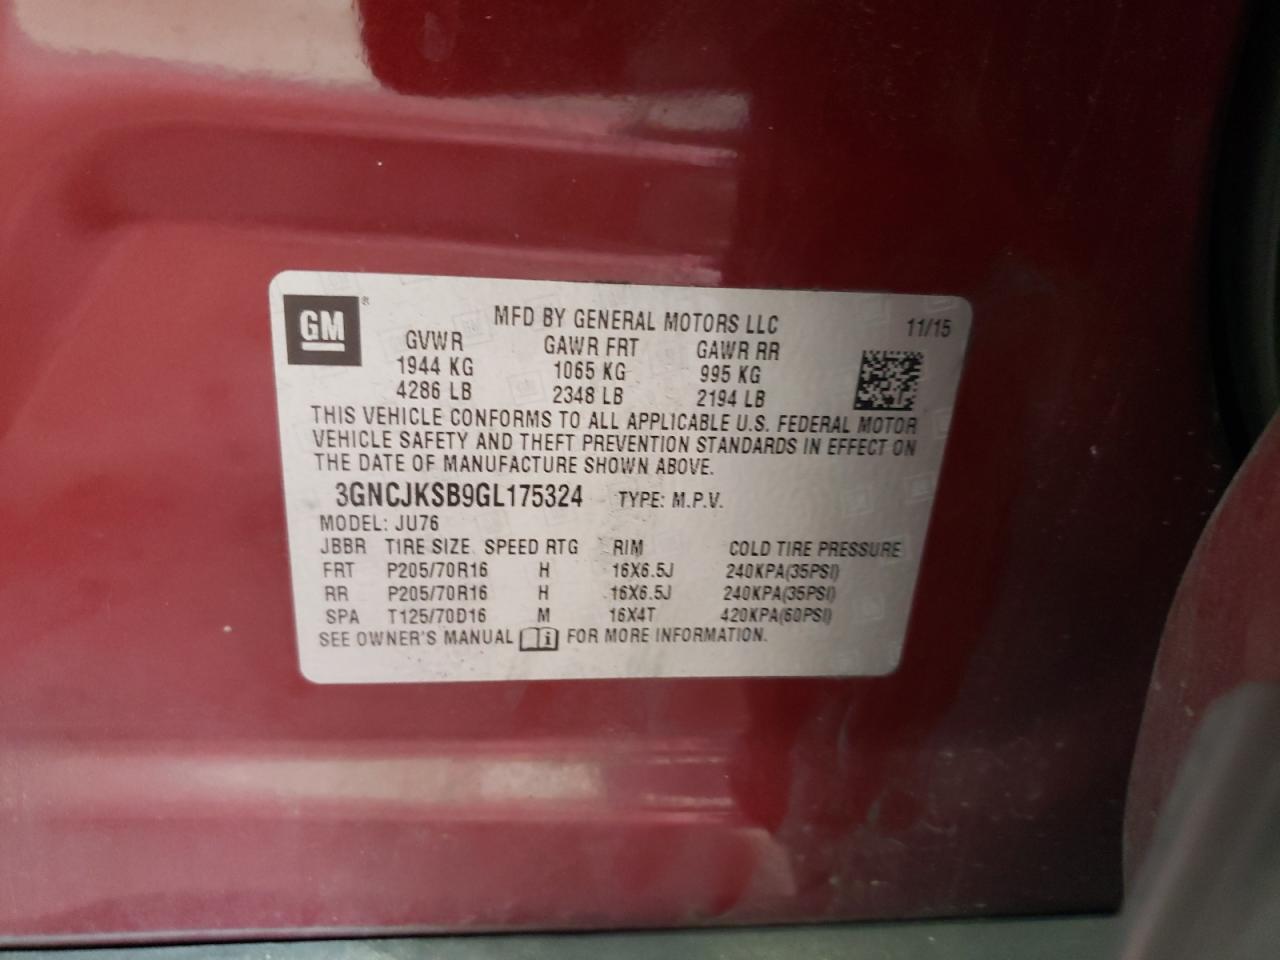 GM ®
MFD BY GENERAL MOTORS LLC 11/15
GVWR GAWR FRT GAWR RR
1944 KG 1065 KG 995 KG
4286 LB 2348 LB 2194 LB
THIS VEHICLE CONFORMS TO ALL APPLICABLE U.S. FEDERAL MOTOR
VEHICLE SAFETY AND THEFT PREVENTION STANDARDS IN EFFECT ON
THE DATE OF MANUFACTURE SHOWN ABOVE.
3GNCJKSB9GL175324 TYPE: M.P.V.
MODEL: JU76
JBBR TIRE SIZE SPEED RTG RIM COLD TIRE PRESSURE
FRT P205/70R16 H 16X6.5J 240KPA(35PSI)
RR P205/70R16 H 16X6.5J 240KPA(35PSI)
SPA T125/70D16 M 16X4T 420KPA(60PSI)
SEE OWNER'S MANUAL i FOR MORE INFORMATION.